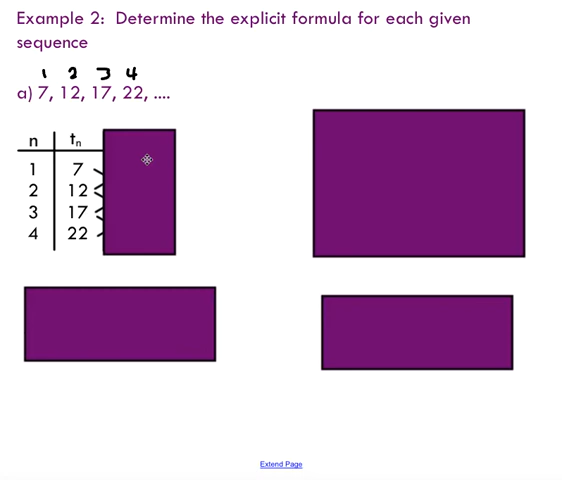 Example 2: Determine the explicit formula for each given
sequence
1 2 3 4
a) 7, 12, 17, 22, ....
n tn
1 7
2 12
3 17
4 22
Extend Page